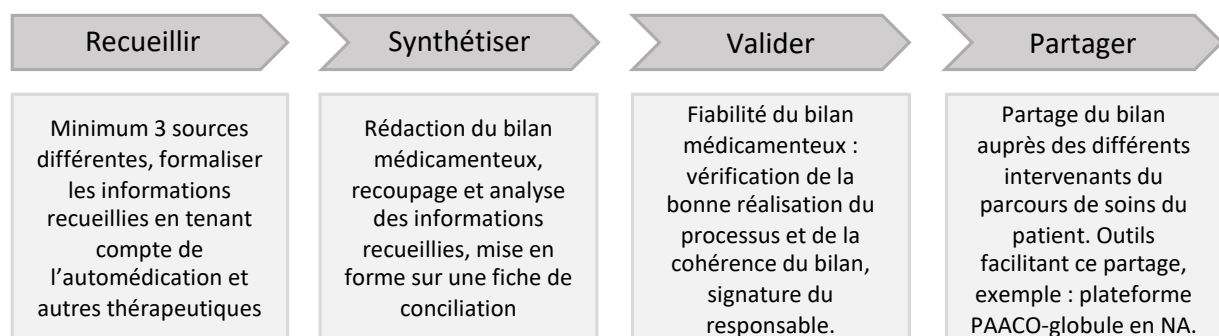 Recueillir
Minimum 3 sources
différentes, formaliser
les informations
recueillies en tenant
compte de
l’automédication et
autres thérapeutiques
Synthétiser
Rédaction du bilan
médicamenteux,
recoupage et analyse
des informations
recueillies, mise en
forme sur une fiche de
conciliation
Valider
Fiabilité du bilan
médicamenteux :
vérification de la
bonne réalisation du
processus et de la
cohérence du bilan,
signature du
responsable.
Partager
Partage du bilan
auprès des différents
intervenants du
parcours de soins du
patient. Outils
facilitant ce partage,
exemple : plateforme
PAACO-globule en NA.